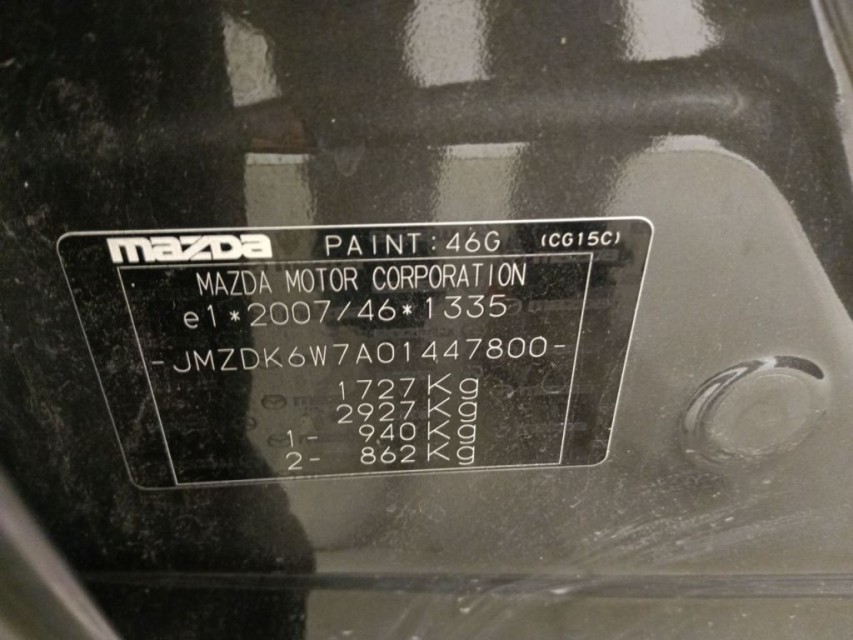 mazda PAINT: 46G (CG15C)
MAZDA MOTOR CORPORATION
e1*2007/46*1335
-JMZDK6W7A01447800-
1727Kg
2927Kg
1- 940Kg
2- 862Kg